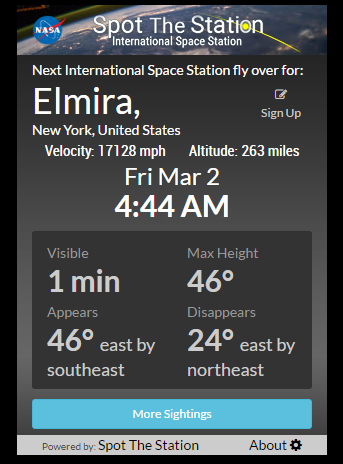 NASA
Spot The Station
International Space Station
Next International Space Station fly over for:
Elmira,
Sign Up
New York, United States
Velocity: 17128 mph Altitude: 263 miles
Fri Mar 2
4:44 AM
Visible Max Height
1 min 46°
Appears Disappears
46° east by 24° east by
southeast northeast
More Sightings
Powered by: Spot The Station About